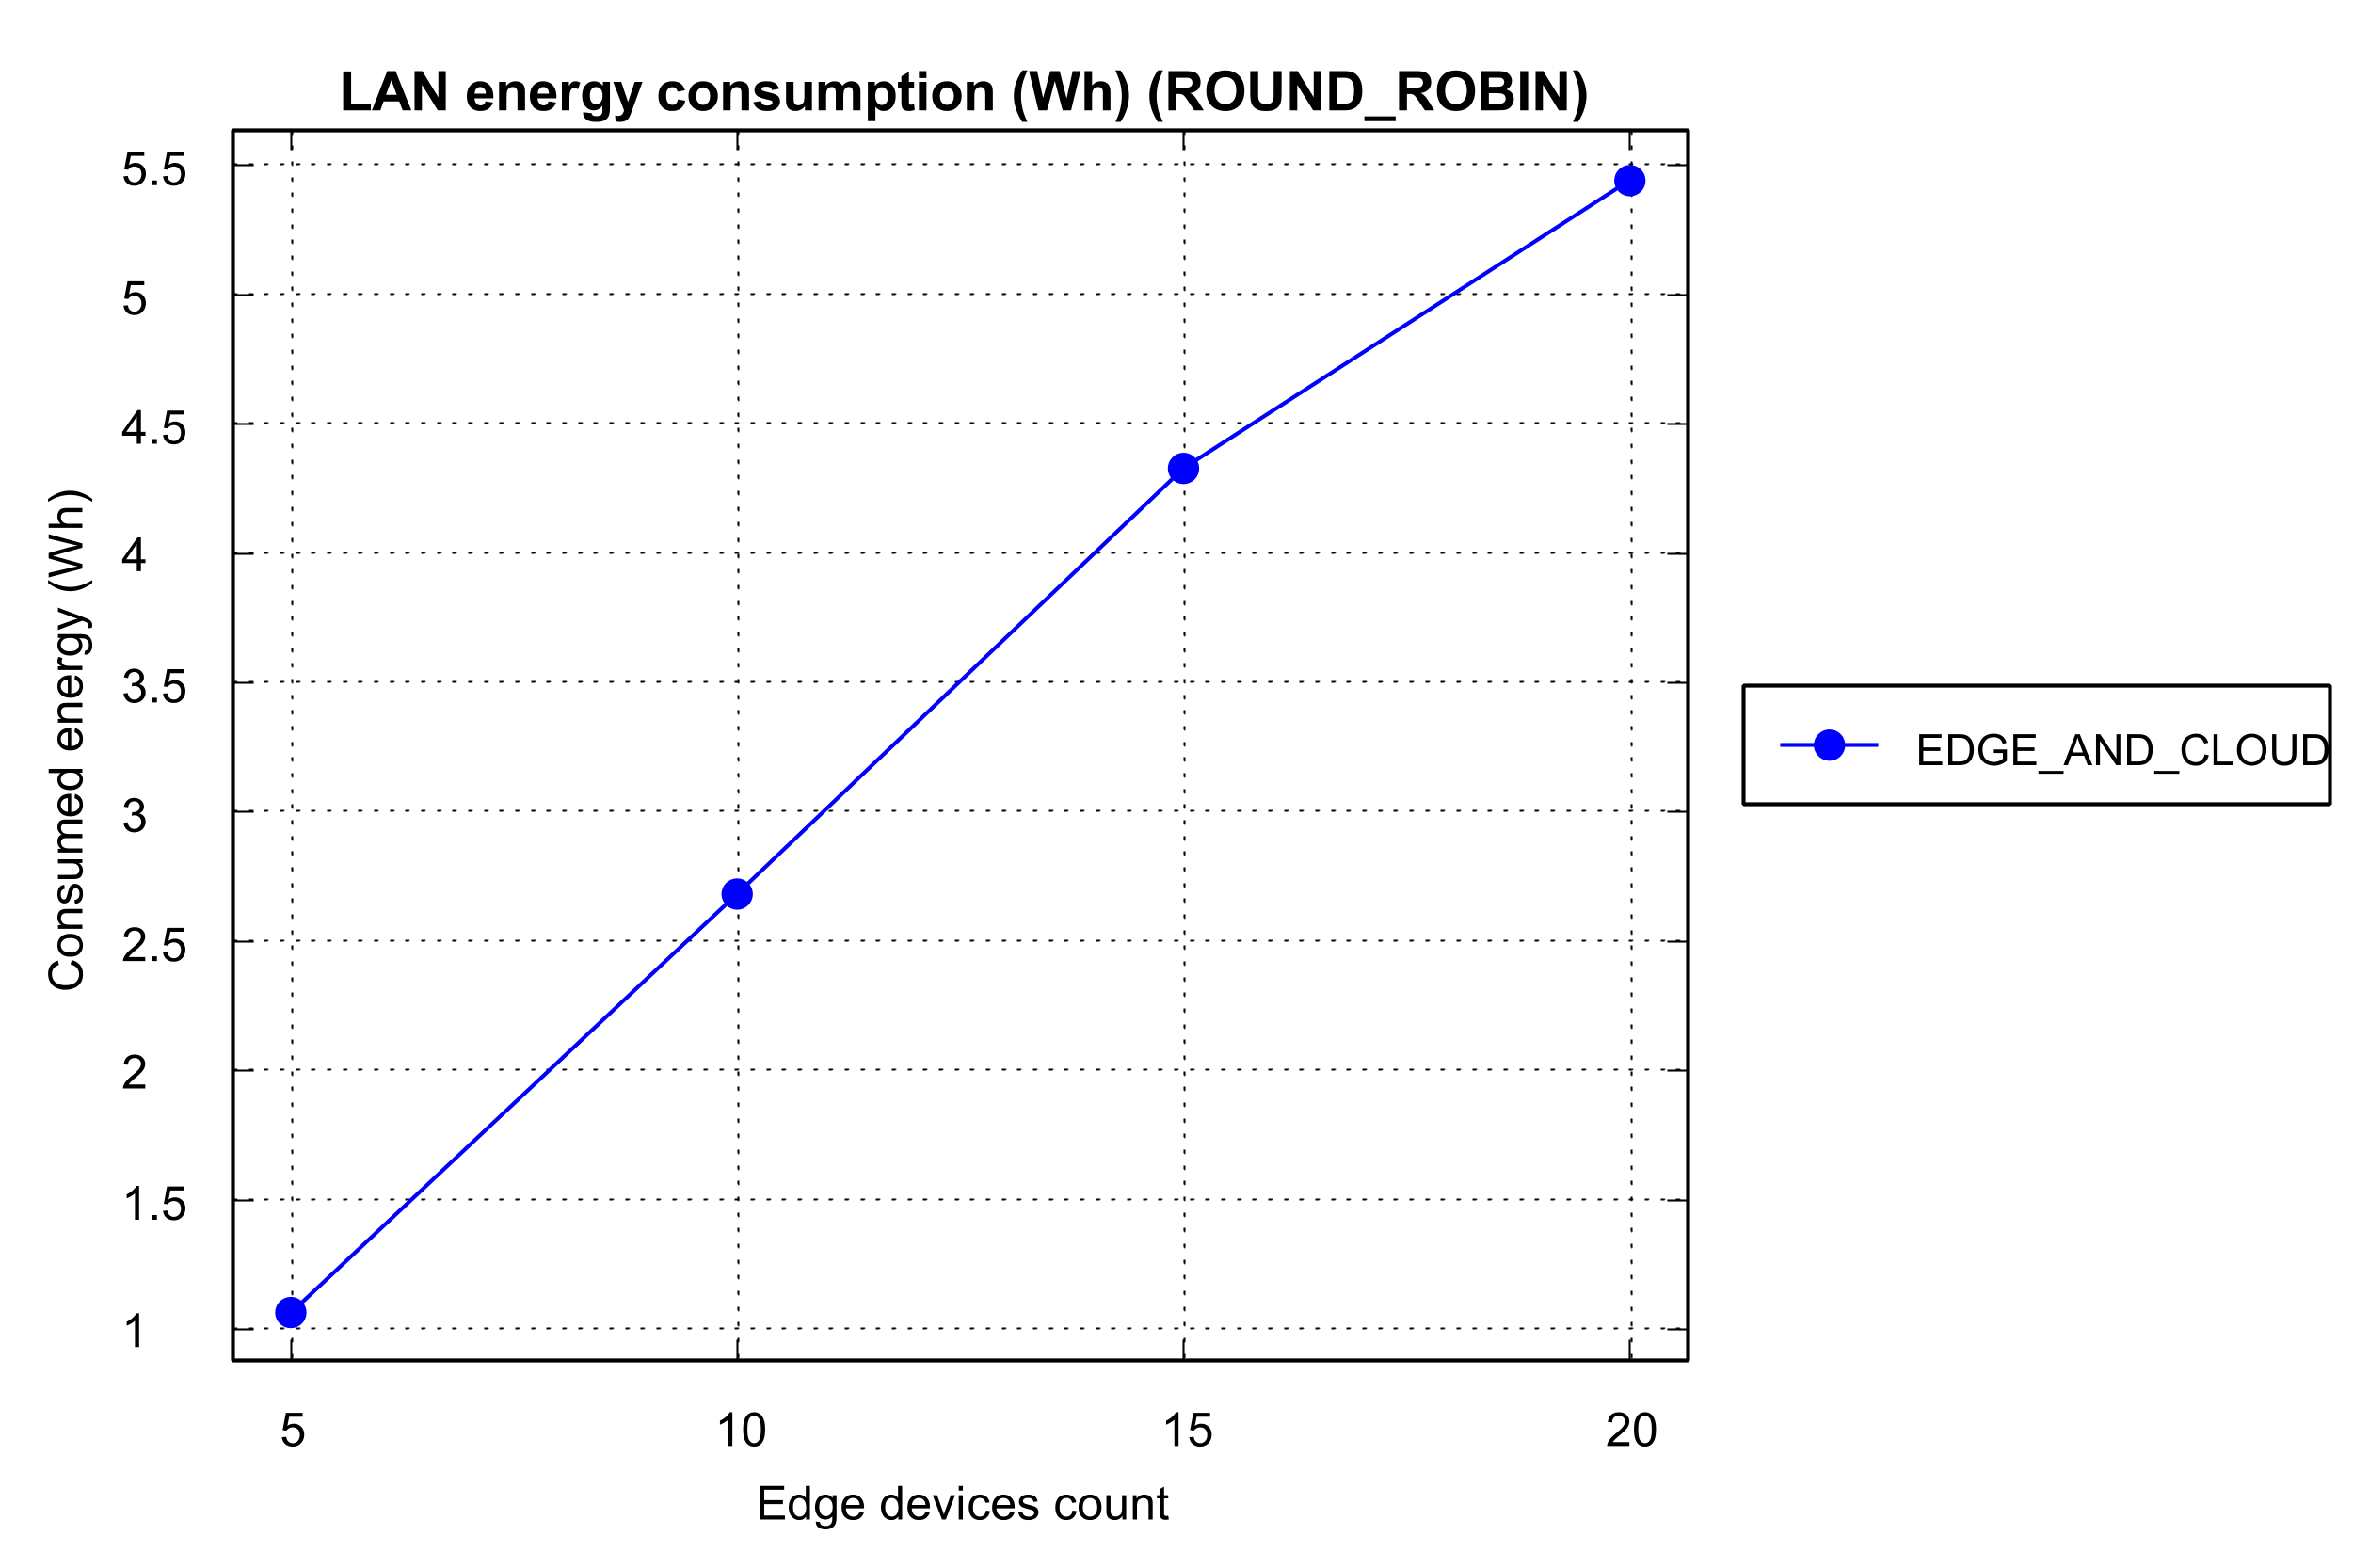 LAN energy consumption (Wh) (ROUND_ROBIN)
5.5
5
4.5
4
3.5
3
2.5
2
1.5
1
Consumed energy (Wh)
EDGE_AND_CLOUD
5 10 15 20
Edge devices count